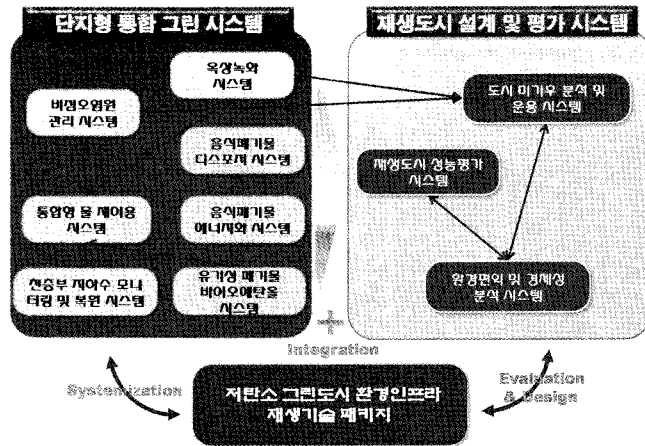 단지형 통합 그린 시스템
재생도시 설계 및 평가 시스템
옥상녹화
시스템
비점오염원
관리 시스템
음식폐기물
디스포저 시스템
통합형 물 재이용
시스템
음식폐기물
에너지화 시스템
천층부 지하수 모니
터링 및 복원 시스템
유기성 폐기물
바이오에탄올 시스템
도시 미기후 분석 및
운용 시스템
재생도시 성능평가
시스템
환경편익 및 경제성
분석 시스템
+
Integration
Systemization
Evaluation
& Design
저탄소 그린도시 환경인프라
재생기술 패키지